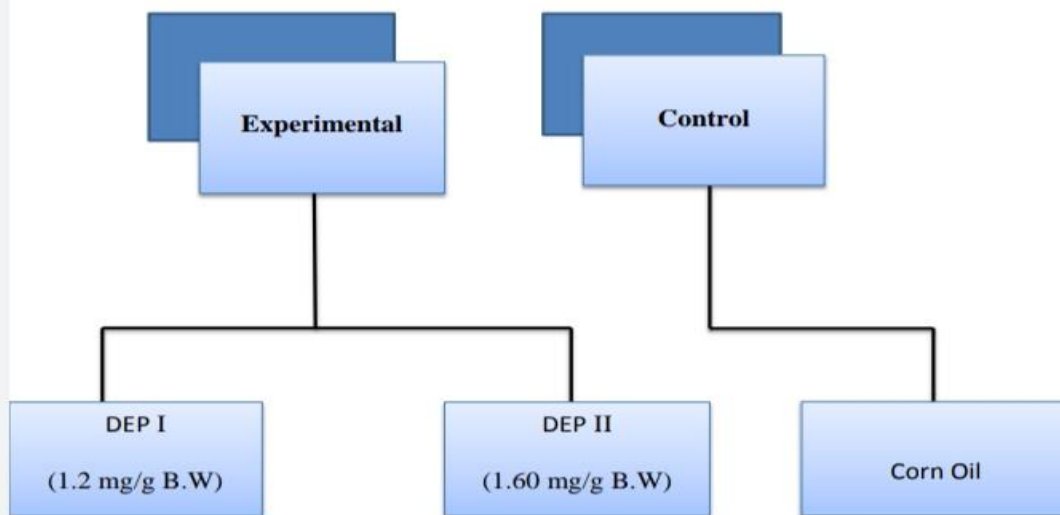 Experimental
Control
DEP I
(1.2 mg/g B.W)
DEP II
(1.60 mg/g B.W)
Corn Oil